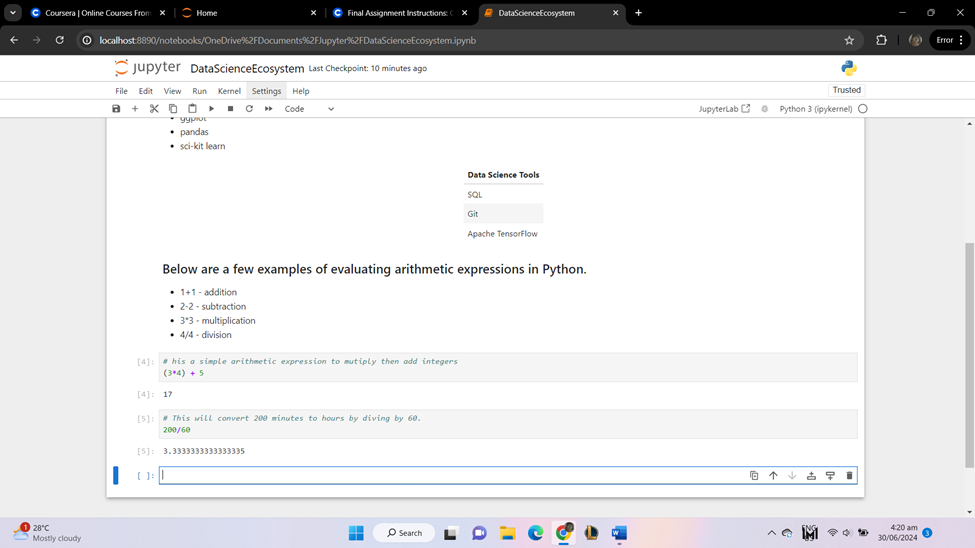 Coursera | Online Courses From
Home
Final Assignment Instructions: C
DataScienceEcosystem
localhost:8890/notebooks/OneDrive%2FDocuments%2FJupyter%2FDataScienceEcosystem.ipynb
Error
jupyter DataScienceEcosystem Last Checkpoint: 10 minutes ago
File Edit View Run Kernel Settings Help
Trusted
Code
JupyterLab
Python 3 (ipykernel)
ggplot
pandas
sci-kit learn
Data Science Tools
SQL
Git
Apache TensorFlow
Below are a few examples of evaluating arithmetic expressions in Python.
1+1 - addition
2-2 - subtraction
3*3 - multiplication
4/4 - division
[4]: # his a simple arithmetic expression to mutiply then add integers
(3*4) + 5
[4]: 17
[5]: # This will convert 200 minutes to hours by diving by 60.
200/60
[5]: 3.3333333333333335
[ ]:
1
28°C
Mostly cloudy
Search
ENG
4:20 am
30/06/2024
3